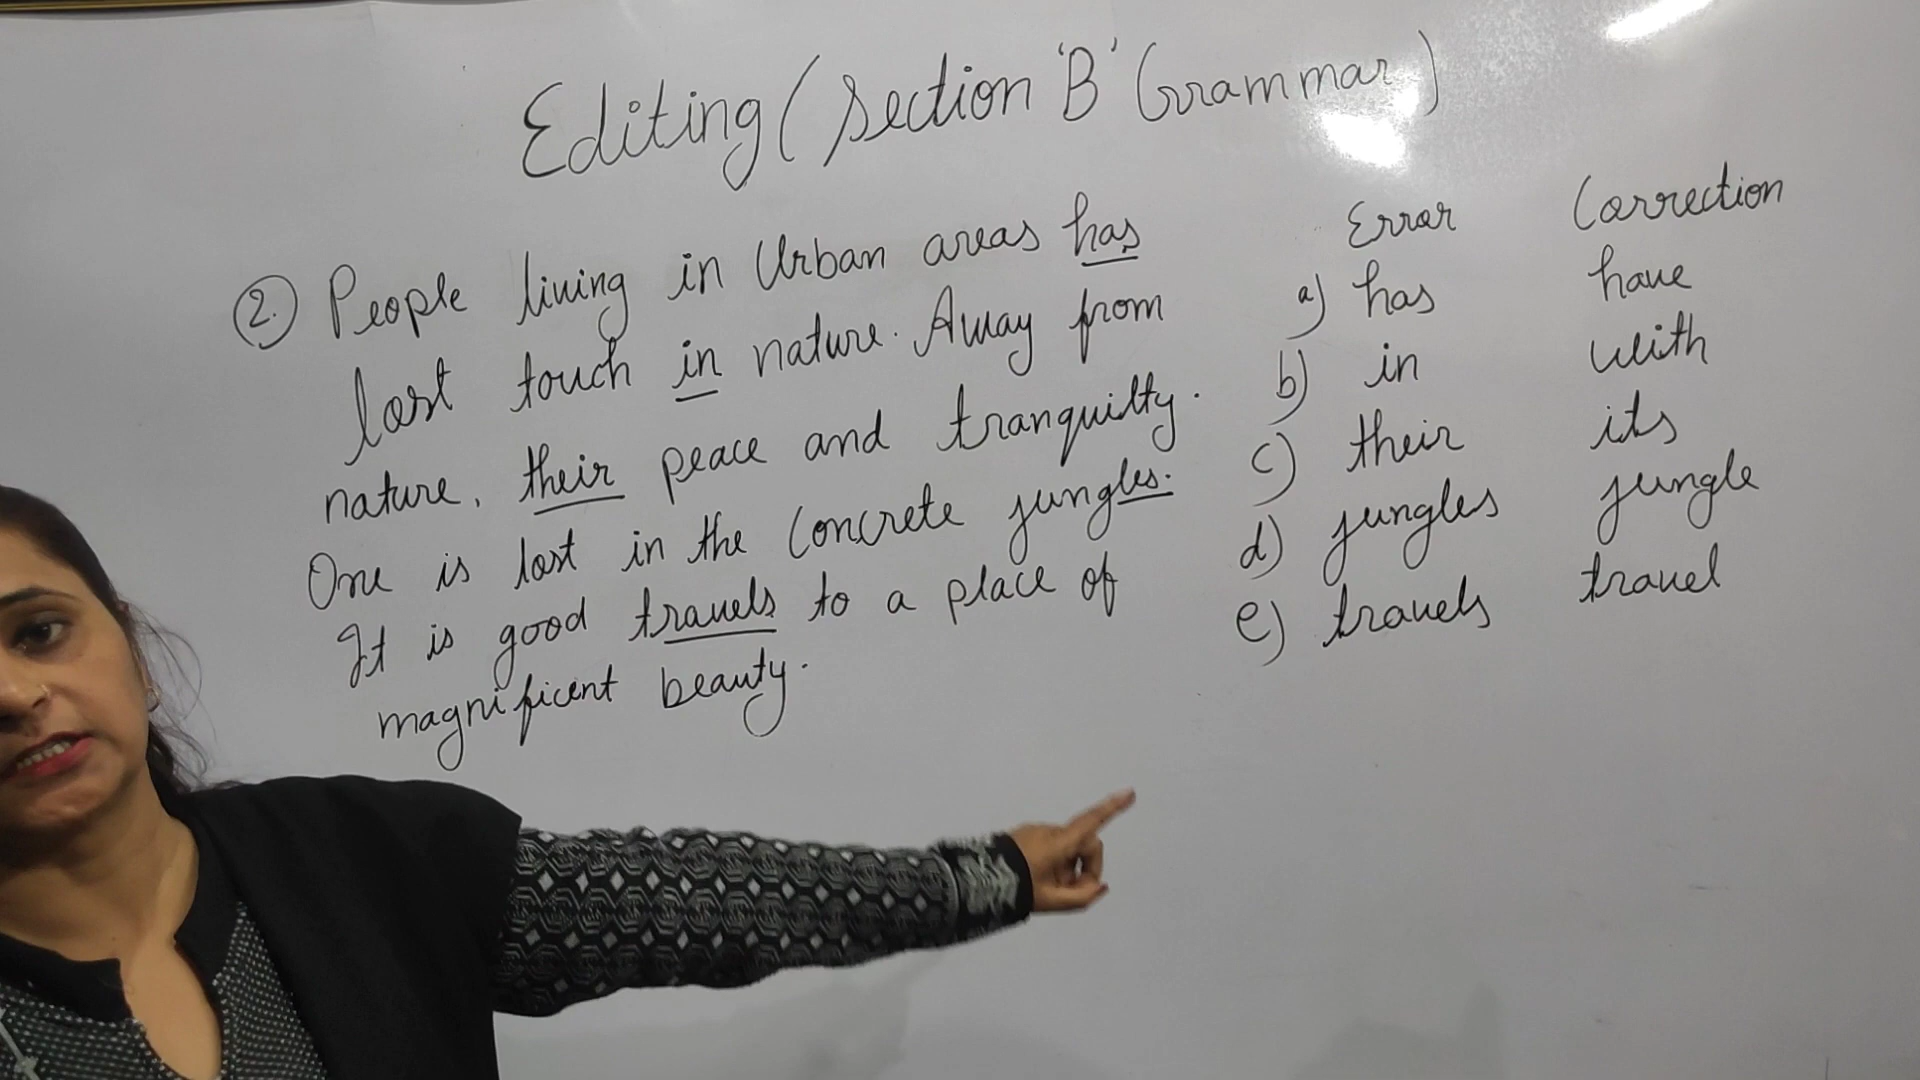 Editing (Section 'B' Grammar)
2. People living in Urban areas has
lost touch in nature. Away from
nature, their peace and tranquilty.
One is lost in the Concrete jungles.
It is good travels to a place of
magnificent beauty.
Error Correction
a) has have
b) in with
c) their its
d) jungles jungle
e) travels travel